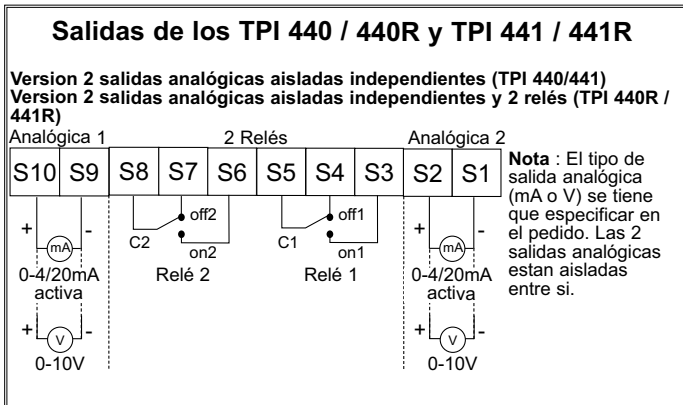 Salidas de los TPI 440 / 440R y TPI 441 / 441R
Version 2 salidas analógicas aisladas independientes (TPI 440/441)
Version 2 salidas analógicas aisladas independientes y 2 relés (TPI 440R /
441R)
Analógica 1 2 Relés Analógica 2
S10 S9 S8 S7 S6 S5 S4 S3 S2 S1
Nota : El tipo de
salida analógica
(mA o V) se tiene
que especificar en
el pedido. Las 2
salidas analógicas
estan aisladas
entre si.
off2 off1
+ - C2 C1 + -
on2 on1
mA mA
0-4/20mA Relé 2 Relé 1 0-4/20mA
activa activa
+ V - + V -
0-10V 0-10V